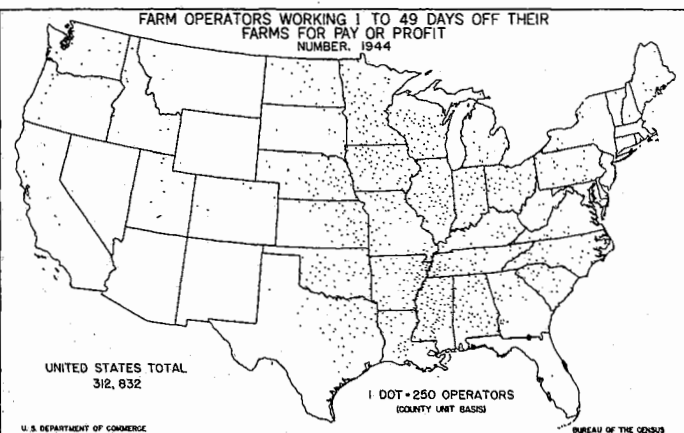 FARM OPERATORS WORKING 1 TO 49 DAYS OFF THEIR
FARMS FOR PAY OR PROFIT
NUMBER, 1944
UNITED STATES TOTAL
312,832
1 DOT=250 OPERATORS
(COUNTY UNIT BASIS)
U. S. DEPARTMENT OF COMMERCE
BUREAU OF THE CENSUS